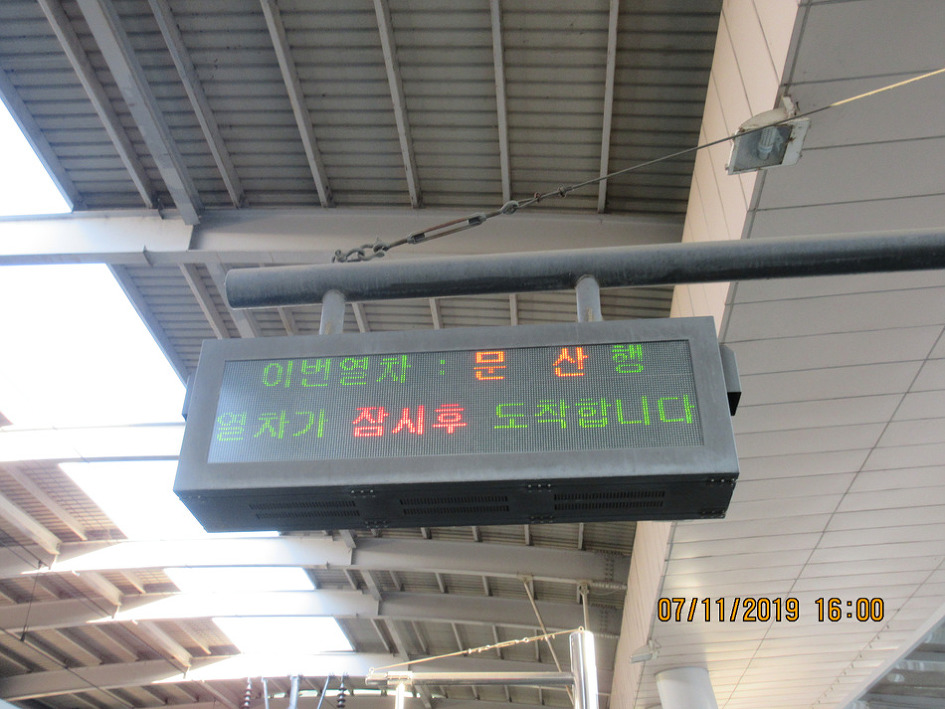 이번열차 : 문 산 행
열차가 잠시후 도착합니다
07/11/2019 16:00